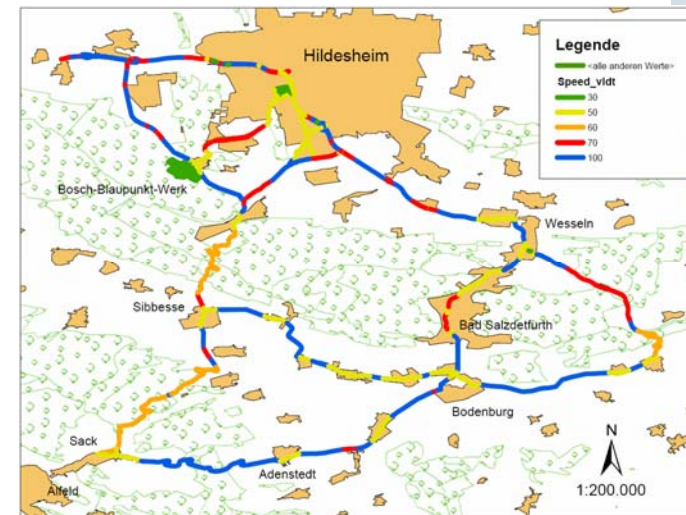 Hildesheim
Legende
<alle anderen Werte>
Speed_vldt
30
50
60
70
100
Bosch-Blaupunkt-Werk
Wesseln
Sibbesse
Bad Salzdetfurth
Bodenburg
Sack
Adenstedt
Alfeld
N
1:200.000